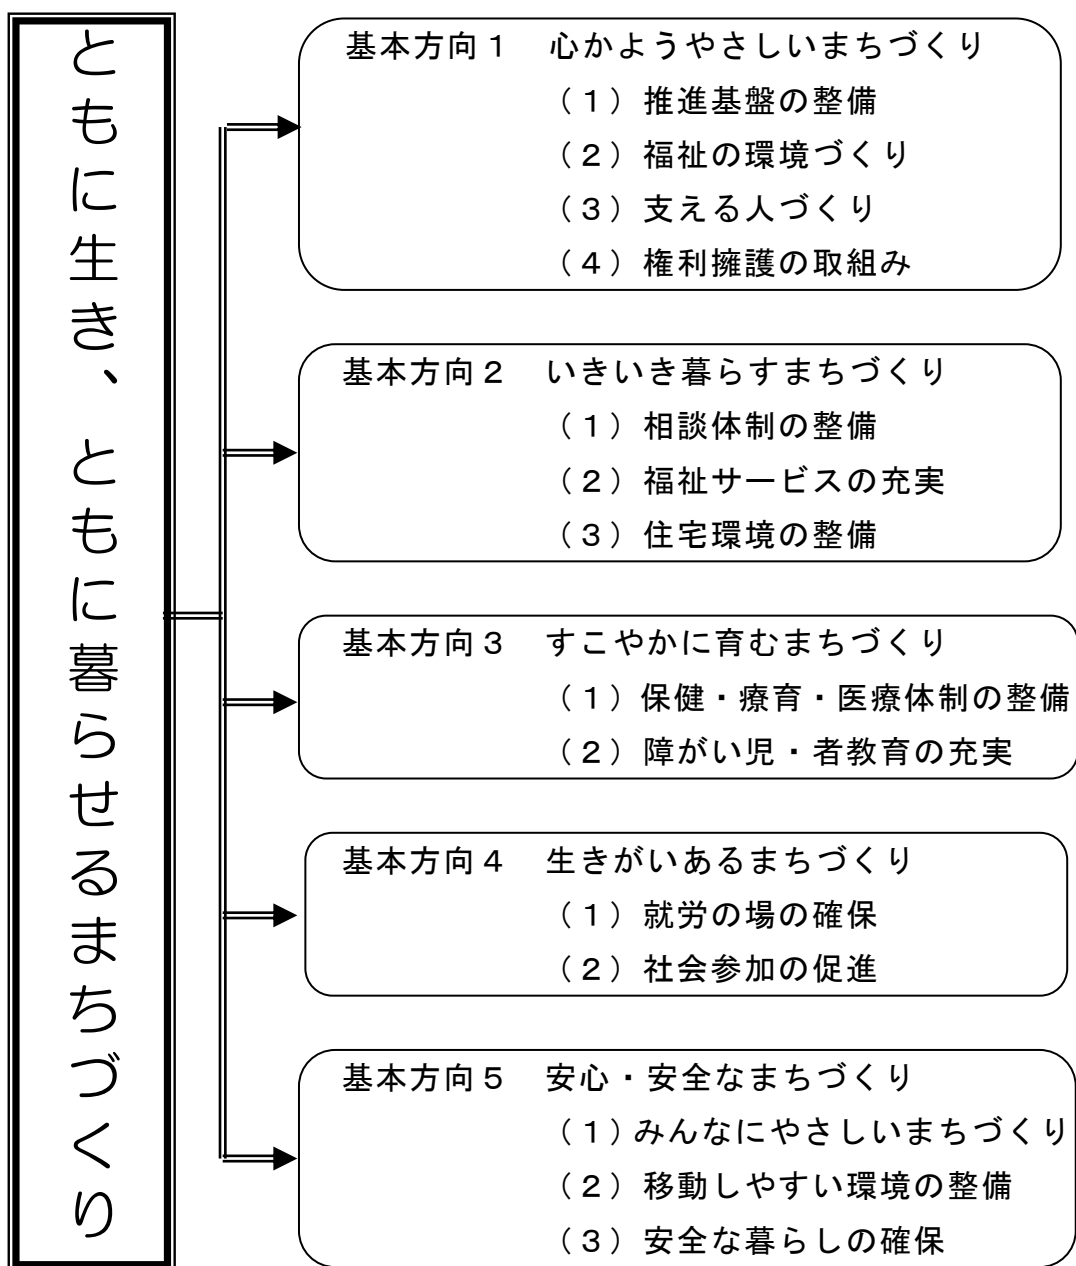 ともに生き、ともに暮らせるまちづくり
基本方向１　心かようやさしいまちづくり
（１）推進基盤の整備
（２）福祉の環境づくり
（３）支える人づくり
（４）権利擁護の取組み
基本方向２　いきいき暮らすまちづくり
（１）相談体制の整備
（２）福祉サービスの充実
（３）住宅環境の整備
基本方向３　すこやかに育むまちづくり
（１）保健・療育・医療体制の整備
（２）障がい児・者教育の充実
基本方向４　生きがいあるまちづくり
（１）就労の場の確保
（２）社会参加の促進
基本方向５　安心・安全なまちづくり
（１）みんなにやさしいまちづくり
（２）移動しやすい環境の整備
（３）安全な暮らしの確保